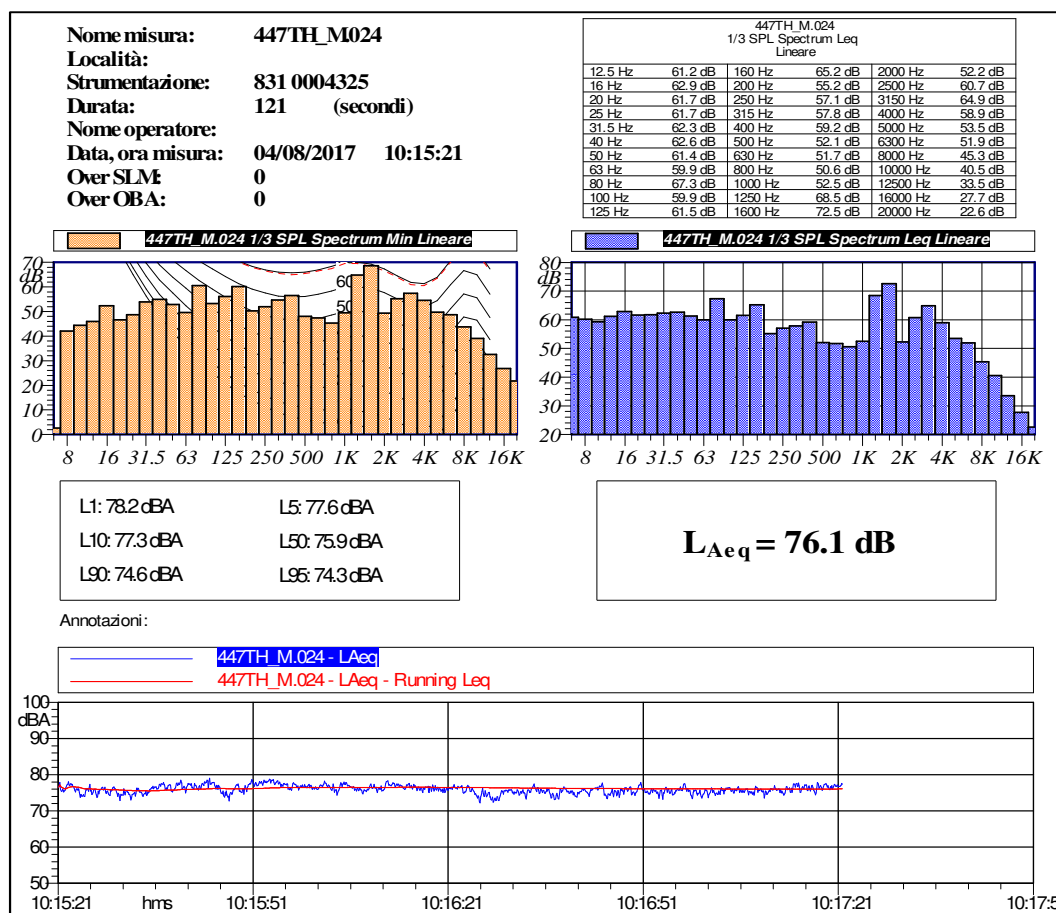 Nome misura: 447TH_M.024
Località:
Strumentazione: 831 0004325
Durata: 121 (secondi)
Nome operatore:
Data, ora misura: 04/08/2017 10:15:21
Over SLM: 0
Over OBA: 0
447TH_M.024
1/3 SPL Spectrum Leq
Lineare
12.5 Hz 61.2 dB 160 Hz 65.2 dB 2000 Hz 52.2 dB
16 Hz 62.9 dB 200 Hz 55.2 dB 2500 Hz 60.7 dB
20 Hz 61.7 dB 250 Hz 57.1 dB 3150 Hz 64.9 dB
25 Hz 61.7 dB 315 Hz 57.8 dB 4000 Hz 58.9 dB
31.5 Hz 62.3 dB 400 Hz 59.2 dB 5000 Hz 53.5 dB
40 Hz 62.6 dB 500 Hz 52.1 dB 6300 Hz 51.9 dB
50 Hz 61.4 dB 630 Hz 51.7 dB 8000 Hz 45.3 dB
63 Hz 59.9 dB 800 Hz 50.6 dB 10000 Hz 40.5 dB
80 Hz 67.3 dB 1000 Hz 52.5 dB 12500 Hz 33.5 dB
100 Hz 59.9 dB 1250 Hz 68.5 dB 16000 Hz 27.7 dB
125 Hz 61.5 dB 1600 Hz 72.5 dB 20000 Hz 22.6 dB
447TH_M.024 1/3 SPL Spectrum Min Lineare
70
dB
60
50
40
30
20
10
0
60
50
8 16 31.5 63 125 250 500 1K 2K 4K 8K 16K
447TH_M.024 1/3 SPL Spectrum Leq Lineare
80
dB
70
60
50
40
30
20
8 16 31.5 63 125 250 500 1K 2K 4K 8K 16K
L1: 78.2 dBA L5: 77.6 dBA
L10: 77.3 dBA L50: 75.9 dBA
L90: 74.6 dBA L95: 74.3 dBA
LAeq = 76.1 dB
Annotazioni:
447TH_M.024 - LAeq
447TH_M.024 - LAeq - Running Leq
100
dBA
90
80
70
60
50
10:15:21 hms 10:15:51 10:16:21 10:16:51 10:17:21 10:17:5